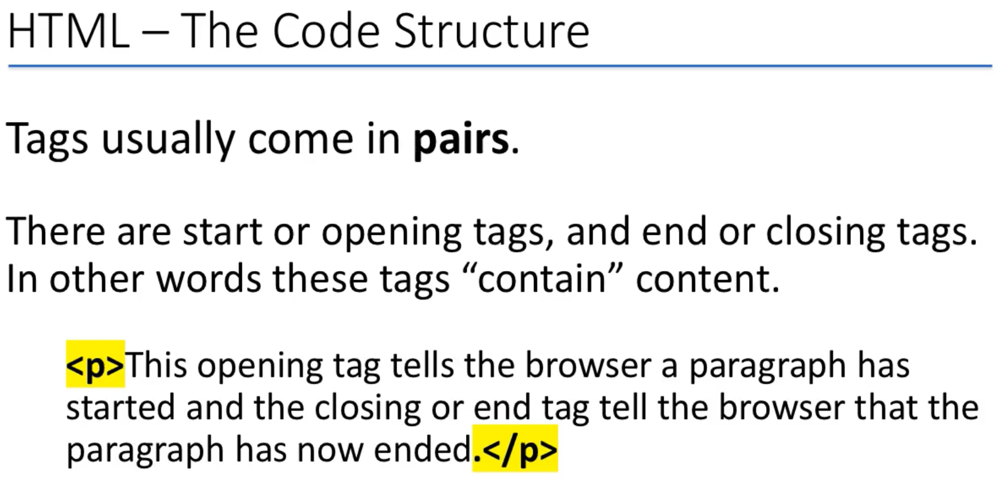 HTML – The Code Structure
Tags usually come in pairs.
There are start or opening tags, and end or closing tags.
In other words these tags “contain” content.
<p>This opening tag tells the browser a paragraph has
started and the closing or end tag tell the browser that the
paragraph has now ended.</p>